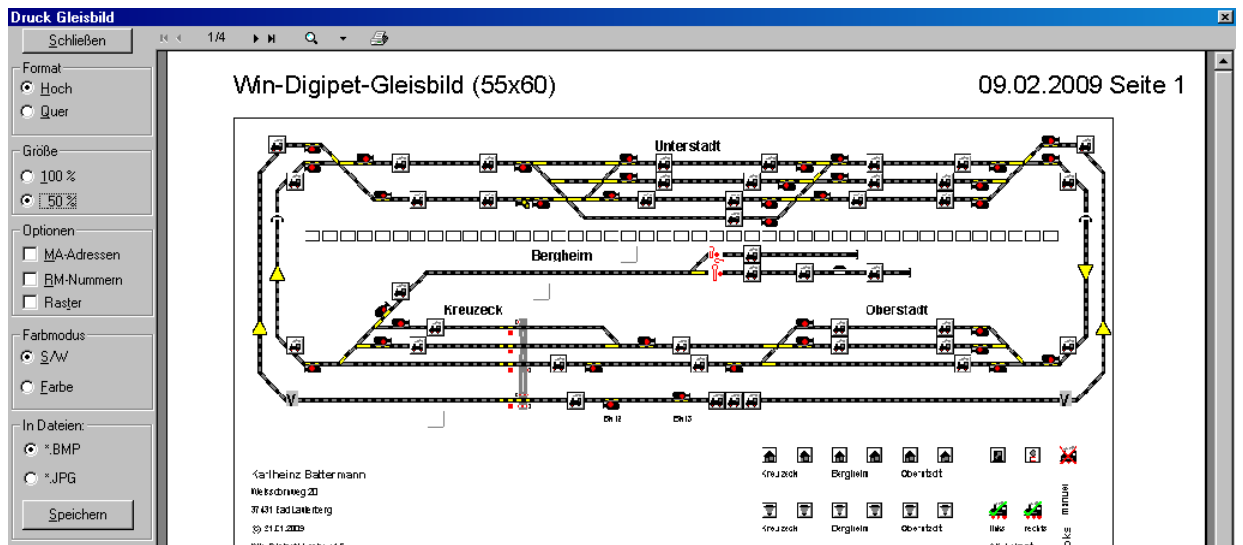 Druck Gleisbild
Schließen
1/4
Format
Hoch
Quer
Größe
100 %
50 %
Optionen
MA-Adressen
RM-Nummern
Raster
Farbmodus
S/W
Farbe
In Dateien:
*.BMP
*.JPG
Speichern
Win-Digipet-Gleisbild (55x60)
09.02.2009 Seite 1
Unterstadt
Bergheim
Kreuzeck
Oberstadt
V
V
Karlheinz Battermann
37431 Bad Lauterberg
(c) 21.01.2009
Kreuzeck
Bergheim
Oberstadt
Kreuzeck
Bergheim
Oberstadt
links
rechts
manuel